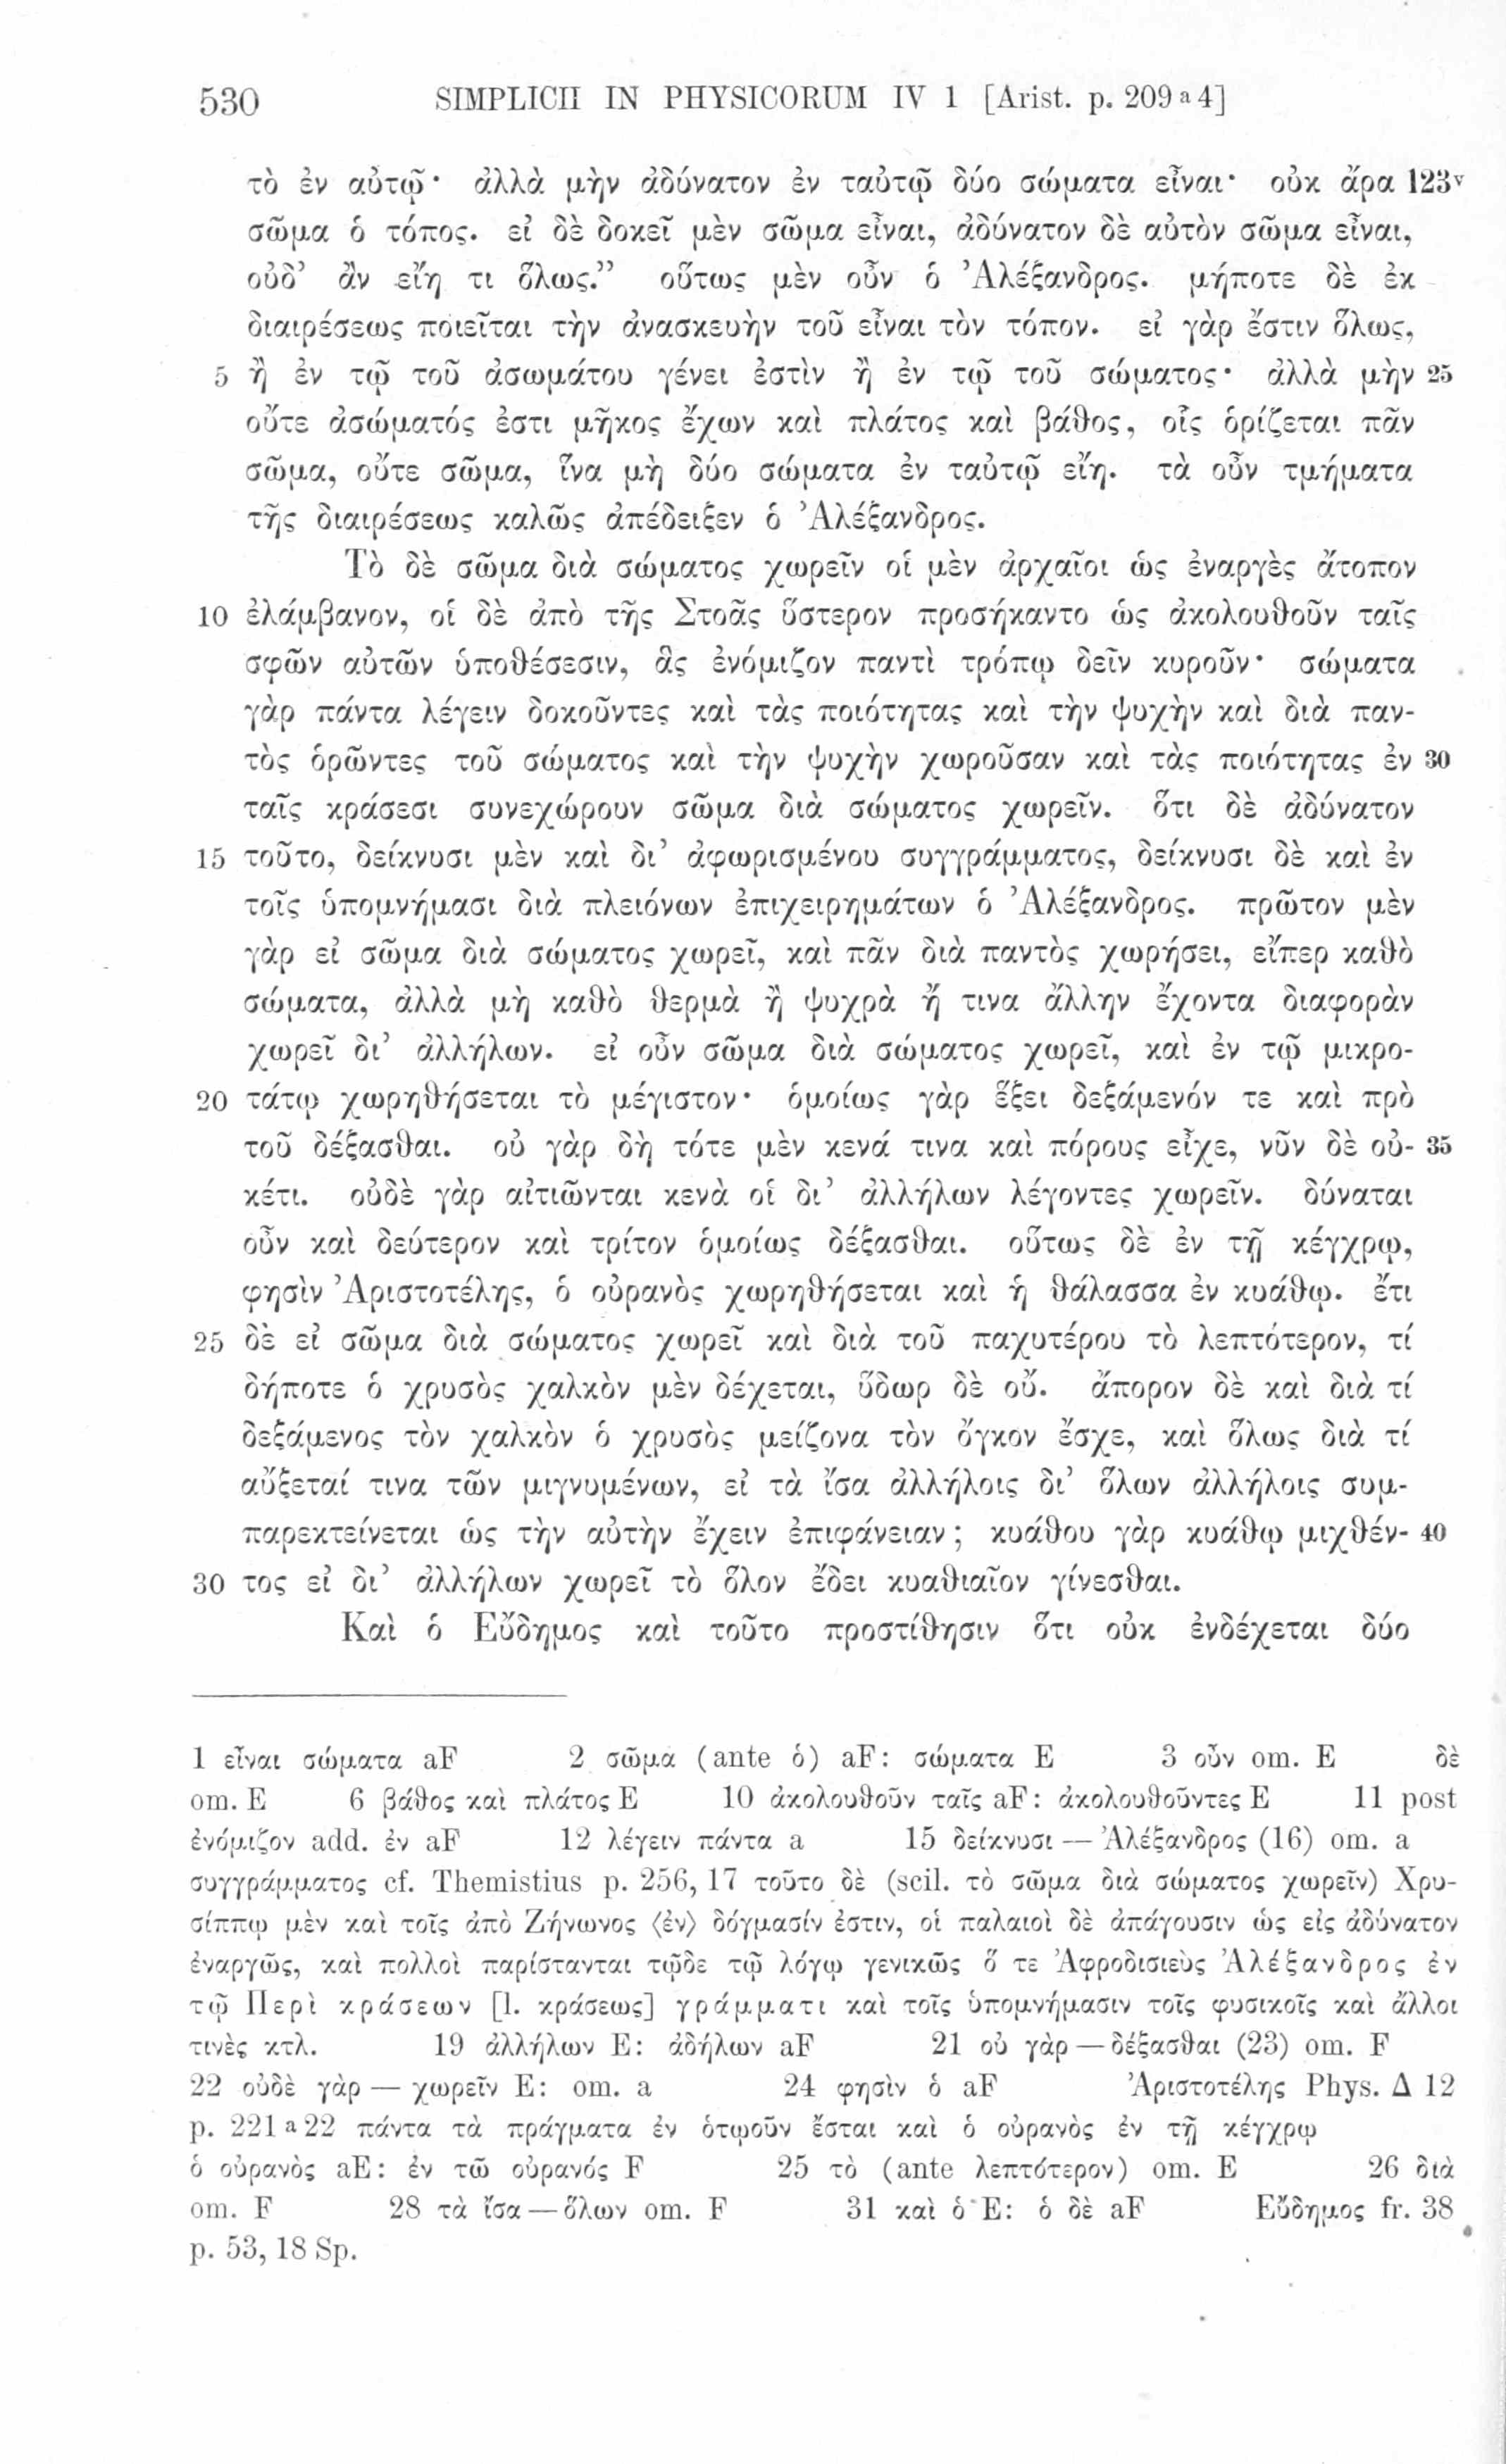 530 SIMPLICII IN PHYSICORUM IV 1 [Arist. p. 209 a 4]
τὸ ἐν αὐτῷ· ἀλλὰ μὴν ἀδύνατον ἐν ταὐτῷ δύο σώματα εἶναι· οὐκ ἄρα 123v
σῶμα ὁ τόπος. εἰ δὲ δοκεῖ μὲν σῶμα εἶναι, ἀδύνατον δὲ αὐτὸν σῶμα εἶναι,
οὐδ’ ἂν εἴη τι ὅλως.” οὕτως μὲν οὖν ὁ Ἀλέξανδρος. μήποτε δὲ ἐκ
διαιρέσεως ποιεῖται τὴν ἀνασκευὴν τοῦ εἶναι τὸν τόπον. εἰ γὰρ ἔστιν ὅλως,
5 ἢ ἐν τῷ τοῦ ἀσωμάτου γένει ἐστὶν ἢ ἐν τῷ τοῦ σώματος· ἀλλὰ μὴν 25
οὔτε ἀσώματός ἐστι μῆκος ἔχων καὶ πλάτος καὶ βάθος, οἷς ὁρίζεται πᾶν
σῶμα, οὔτε σῶμα, ἵνα μὴ δύο σώματα ἐν ταὐτῷ εἴη. τὰ οὖν τμήματα
τῆς διαιρέσεως καλῶς ἀπέδειξεν ὁ Ἀλέξανδρος.
Τὸ δὲ σῶμα διὰ σώματος χωρεῖν οἱ μὲν ἀρχαῖοι ὡς ἐναργὲς ἄτοπον
10 ἐλάμβανον, οἱ δὲ ἀπὸ τῆς Στοᾶς ὕστερον προσήκαντο ὡς ἀκολουθοῦν ταῖς
σφῶν αὐτῶν ὑποθέσεσιν, ἃς ἐνόμιζον παντὶ τρόπῳ δεῖν κυροῦν· σώματα
γὰρ πάντα λέγειν δοκοῦντες καὶ τὰς ποιότητας καὶ τὴν ψυχὴν καὶ διὰ παν-
τὸς ὁρῶντες τοῦ σώματος καὶ τὴν ψυχὴν χωροῦσαν καὶ τὰς ποιότητας ἐν 30
ταῖς κράσεσι συνεχώρουν σῶμα διὰ σώματος χωρεῖν. ὅτι δὲ ἀδύνατον
15 τοῦτο, δείκνυσι μὲν καὶ δι’ ἀφωρισμένου συγγράμματος, δείκνυσι δὲ καὶ ἐν
τοῖς ὑπομνήμασι διὰ πλειόνων ἐπιχειρημάτων ὁ Ἀλέξανδρος. πρῶτον μὲν
γὰρ εἰ σῶμα διὰ σώματος χωρεῖ, καὶ πᾶν διὰ παντὸς χωρήσει, εἴπερ καθὸ
σώματα, ἀλλὰ μὴ καθὸ θερμὰ ἢ ψυχρὰ ἤ τινα ἄλλην ἔχοντα διαφορὰν
χωρεῖ δι’ ἀλλήλων. εἰ οὖν σῶμα διὰ σώματος χωρεῖ, καὶ ἐν τῷ μικρο-
20 τάτῳ χωρηθήσεται τὸ μέγιστον· ὁμοίως γὰρ ἕξει δεξάμενόν τε καὶ πρὸ
τοῦ δέξασθαι. οὐ γὰρ δὴ τότε μὲν κενά τινα καὶ πόρους εἶχε, νῦν δὲ οὐ- 35
κέτι. οὐδὲ γὰρ αἰτιῶνται κενὰ οἱ δι’ ἀλλήλων λέγοντες χωρεῖν. δύναται
οὖν καὶ δεύτερον καὶ τρίτον ὁμοίως δέξασθαι. οὕτως δὲ ἐν τῇ κέγχρῳ,
φησὶν Ἀριστοτέλης, ὁ οὐρανὸς χωρηθήσεται καὶ ἡ θάλασσα ἐν κυάθῳ. ἔτι
25 δὲ εἰ σῶμα διὰ σώματος χωρεῖ καὶ διὰ τοῦ παχυτέρου τὸ λεπτότερον, τί
δήποτε ὁ χρυσὸς χαλκὸν μὲν δέχεται, ὕδωρ δὲ οὔ. ἄπορον δὲ καὶ διὰ τί
δεξάμενος τὸν χαλκὸν ὁ χρυσὸς μείζονα τὸν ὄγκον ἔσχε, καὶ ὅλως διὰ τί
αὔξεταί τινα τῶν μιγνυμένων, εἰ τὰ ἴσα ἀλλήλοις δι’ ὅλων ἀλλήλοις συμ-
παρεκτείνεται ὡς τὴν αὐτὴν ἔχειν ἐπιφάνειαν; κυάθου γὰρ κυάθῳ μιχθέν- 40
30 τος εἰ δι’ ἀλλήλων χωρεῖ τὸ ὅλον ἔδει κυαθιαῖον γίνεσθαι.
Καὶ ὁ Εὔδημος καὶ τοῦτο προστίθησιν ὅτι οὐκ ἐνδέχεται δύο
1 εἶναι σώματα aF 2 σῶμα (ante ὁ) aF: σώματα E 3 οὖν om. E δὲ
om. E 6 βάθος καὶ πλάτος E 10 ἀκολουθοῦν ταῖς aF: ἀκολουθοῦντες E 11 post
ἐνόμιζον add. ἐν aF 12 λέγειν πάντα a 15 δείκνυσι — Ἀλέξανδρος (16) om. a
συγγράμματος cf. Themistius p. 256, 17 τοῦτο δὲ (scil. τὸ σῶμα διὰ σώματος χωρεῖν) Χρυ-
σίππῳ μὲν καὶ τοῖς ἀπὸ Ζήνωνος ⟨ἐν⟩ δόγμασίν ἐστιν, οἱ παλαιοὶ δὲ ἀπάγουσιν ὡς εἰς ἀδύνατον
ἐναργῶς, καὶ πολλοὶ παρίστανται τῷδε τῷ λόγῳ γενικῶς ὅ τε Ἀφροδισιεὺς Ἀλέξανδρος ἐν
τῷ Περὶ κράσεων [l. κράσεως] γράμματι καὶ τοῖς ὑπομνήμασιν τοῖς φυσικοῖς καὶ ἄλλοι
τινὲς κτλ. 19 ἀλλήλων E: ἀδήλων aF 21 οὐ γὰρ — δέξασθαι (23) om. F
22 οὐδὲ γὰρ — χωρεῖν E: om. a 24 φησὶν ὁ aF Ἀριστοτέλης Phys. Δ 12
p. 221 a 22 πάντα τὰ πράγματα ἐν ὁτῳοῦν ἔσται καὶ ὁ οὐρανὸς ἐν τῇ κέγχρῳ
ὁ οὐρανὸς aE: ἐν τῶ οὐρανός F 25 τὸ (ante λεπτότερον) om. E 26 διὰ
om. F 28 τὰ ἴσα — ὅλων om. F 31 καὶ ὁ E: ὁ δὲ aF Εὔδημος fr. 38
p. 53, 18 Sp.